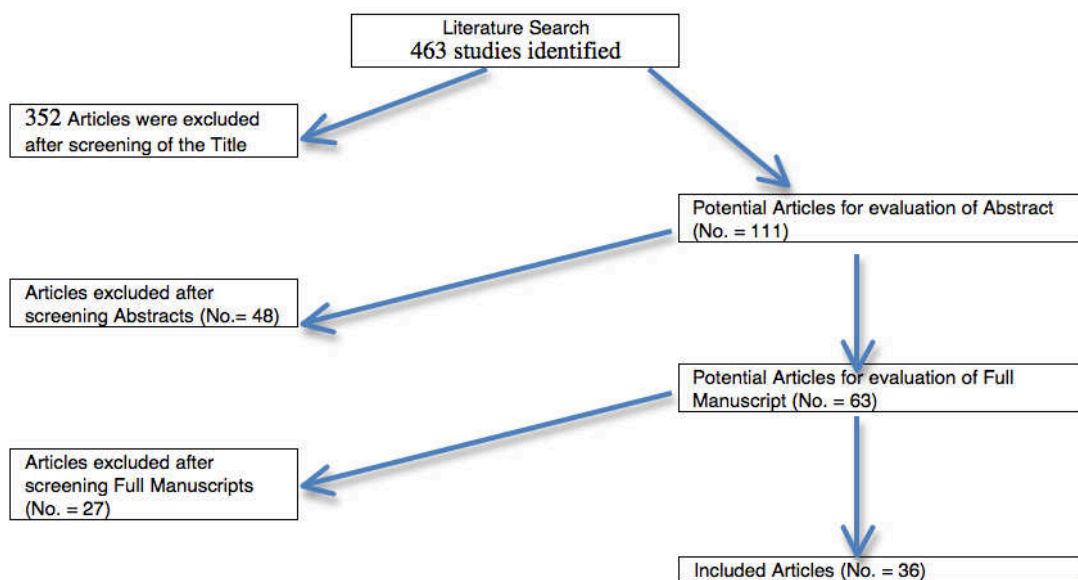 Literature Search
463 studies identified
352 Articles were excluded
after screening of the Title
Potential Articles for evaluation of Abstract
(No. = 111)
Articles excluded after
screening Abstracts (No.= 48)
Potential Articles for evaluation of Full
Manuscript (No. = 63)
Articles excluded after
screening Full Manuscripts
(No. = 27)
Included Articles (No. = 36)